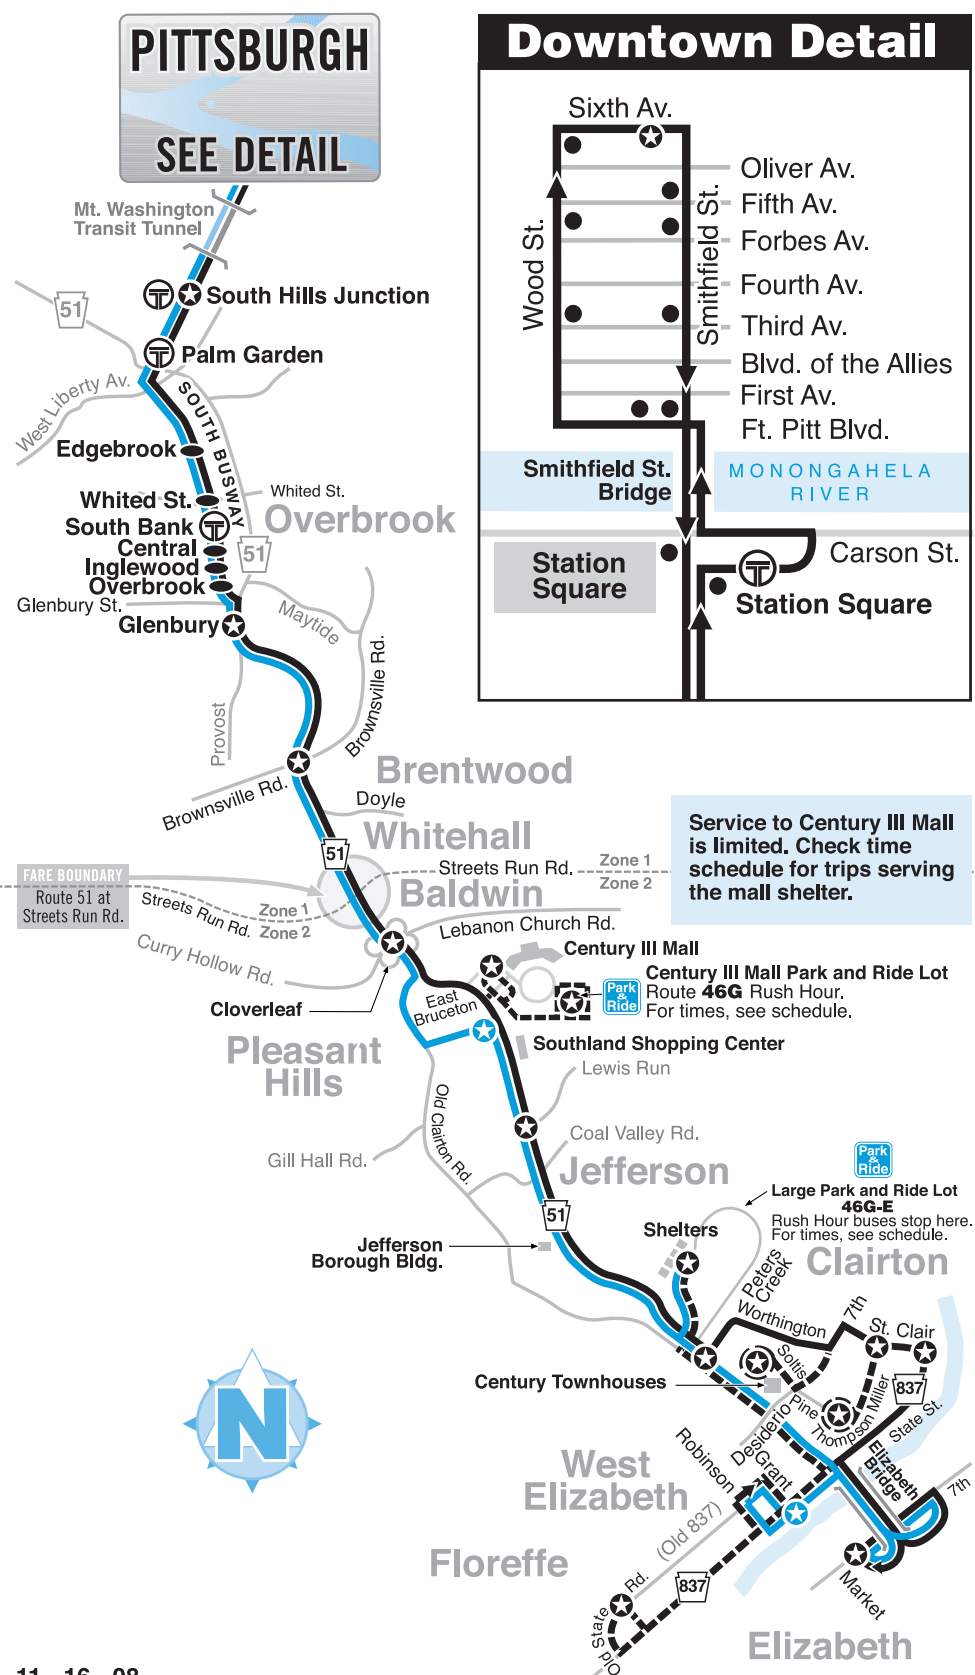 PITTSBURGH
SEE DETAIL
Downtown Detail
Sixth Av.
Oliver Av.
Fifth Av.
Forbes Av.
Fourth Av.
Third Av.
Blvd. of the Allies
First Av.
Ft. Pitt Blvd.
Wood St.
Smithfield St.
Smithfield St.
Bridge
MONONGAHELA
RIVER
Carson St.
Station
Square
T
Station Square
Mt. Washington
Transit Tunnel
51
T
South Hills Junction
T
Palm Garden
West Liberty Av.
SOUTH BUSWAY
Edgebrook
Whited St.
Whited St.
Overbrook
South Bank
T
Central
51
Inglewood
Overbrook
Glenbury St.
Glenbury
Maytide
Provost
Brownsville Rd.
Brownsville Rd.
Brentwood
Doyle
Whitehall
51
Streets Run Rd.
Zone 1
Zone 2
Baldwin
Service to Century III Mall
is limited. Check time
schedule for trips serving
the mall shelter.
FARE BOUNDARY
Route 51 at
Streets Run Rd.
Streets Run Rd.
Zone 1
Zone 2
Curry Hollow Rd.
Lebanon Church Rd.
Cloverleaf
Century III Mall
Park
&
Ride
Century III Mall Park and Ride Lot
Route 46G Rush Hour.
For times, see schedule.
East
Bruceton
Pleasant
Hills
Southland Shopping Center
Lewis Run
Old Clairton Rd.
Coal Valley Rd.
Gill Hall Rd.
Jefferson
Park
&
Ride
Large Park and Ride Lot
46G-E
Rush Hour buses stop here.
For times, see schedule.
51
Shelters
Jefferson
Borough Bldg.
Clairton
Peters
Creek
Worthington
7th
St. Clair
Soltis
Century Townhouses
837
Pine
Miller
Thompson
State St.
Desiderio
Grant
Robinson
West
Elizabeth
Elizabeth
Bridge
7th
(Old 837)
Floreffe
837
Market
Old State Rd.
Elizabeth
N
11 - 16 - 08